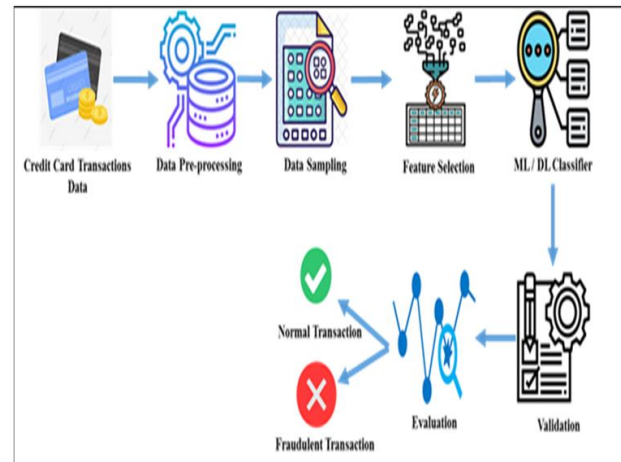 Credit Card Transactions
Data
Data Pre-processing
Data Sampling
Feature Selection
ML / DL Classifier
Normal Transaction
Fraudulent Transaction
Evaluation
Validation